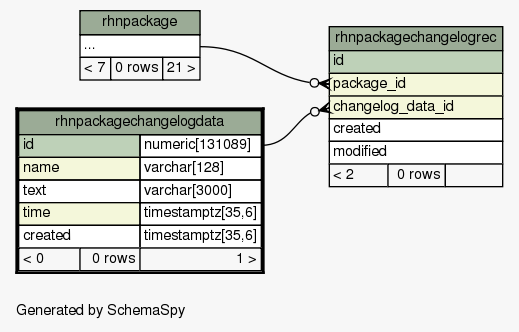 rhnpackage
...
< 7 0 rows 21 >
rhnpackagechangelogrec
id
package_id
changelog_data_id
created
modified
< 2 0 rows
rhnpackagechangelogdata
id numeric[131089]
name varchar[128]
text varchar[3000]
time timestamptz[35,6]
created timestamptz[35,6]
< 0 0 rows 1 >
Generated by SchemaSpy